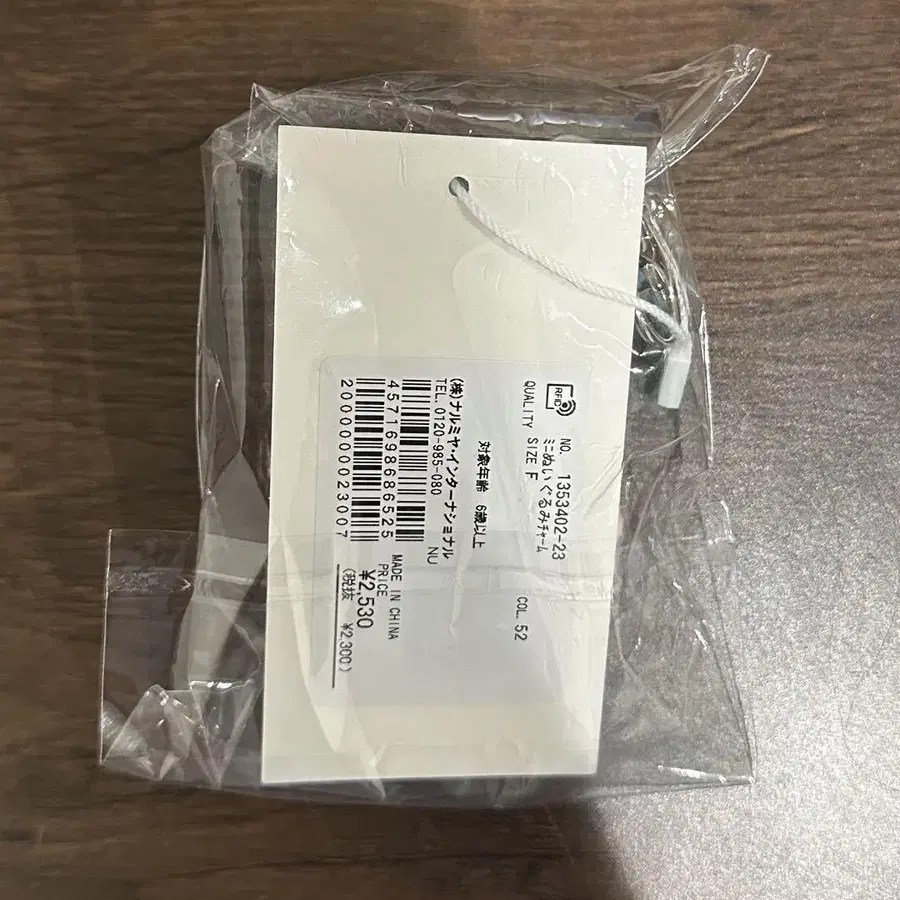 RFID
NO. 1353402-23
ミニぬいぐるみチャーム
QUALITY SIZE F
COL. 52
対象年齢 6歳以上
(株)ナルミヤ・インターナショナル NU
TEL. 0120-985-080
4571698686525
2000000023007
MADE IN CHINA
PRICE
¥2,530
(税抜 ¥2,300)